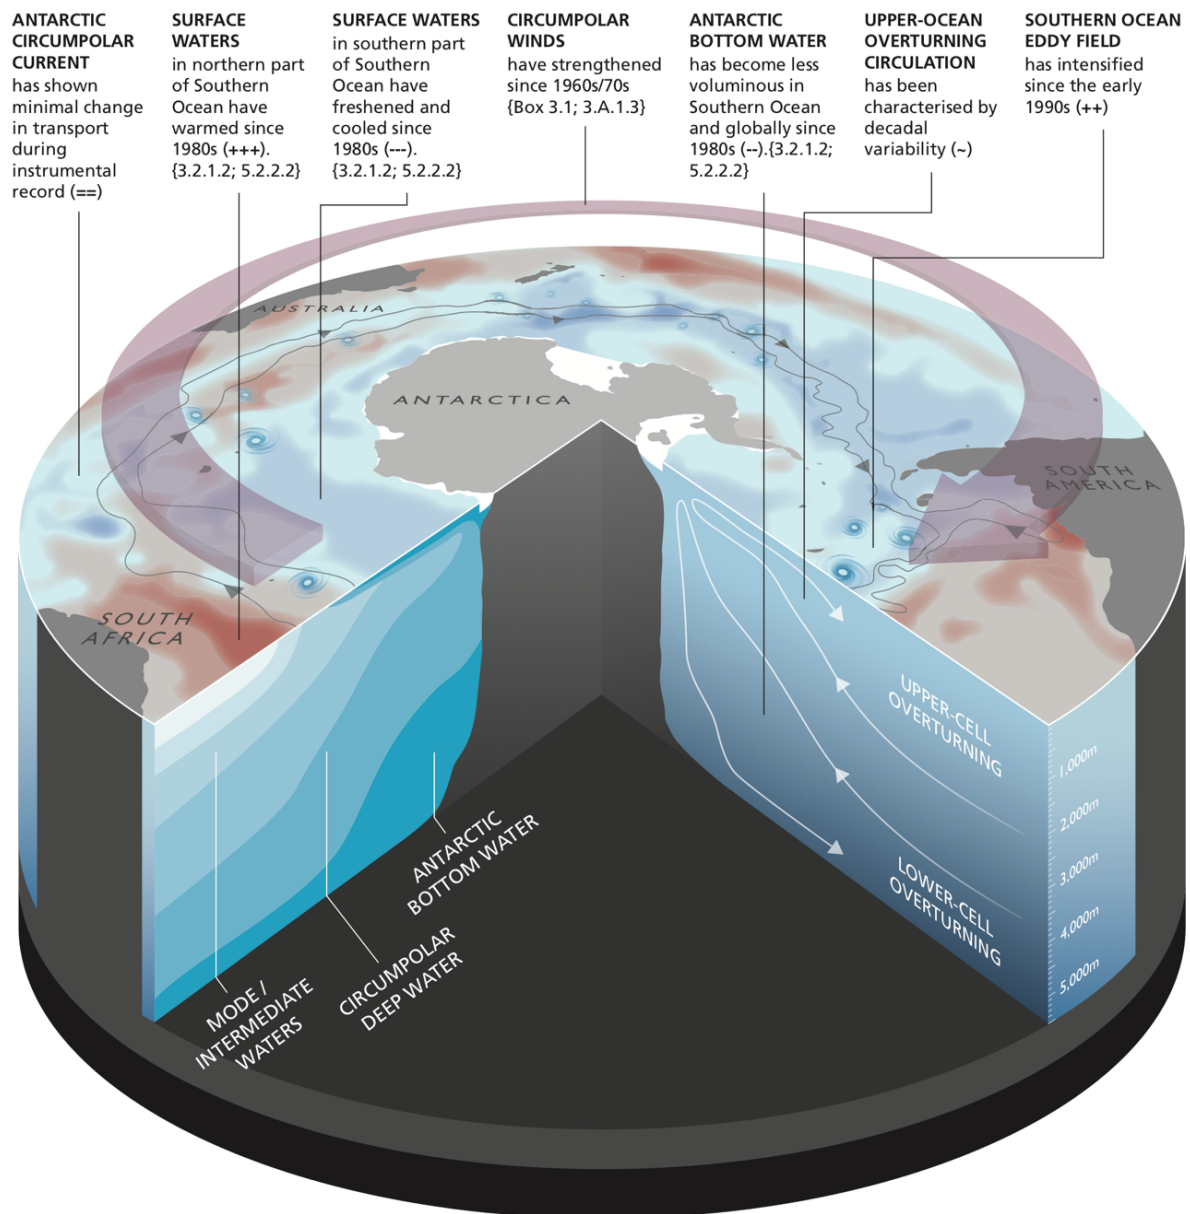 ANTARCTIC
CIRCUMPOLAR
CURRENT
has shown
minimal change
in transport
during
instrumental
record (==)
SURFACE
WATERS
in northern part
of Southern
Ocean have
warmed since
1980s (+++).
{3.2.1.2; 5.2.2.2}
SURFACE WATERS
in southern part
of Southern
Ocean have
freshened and
cooled since
1980s (---).
{3.2.1.2; 5.2.2.2}
CIRCUMPOLAR
WINDS
have strengthened
since 1960s/70s
{Box 3.1; 3.A.1.3}
ANTARCTIC
BOTTOM WATER
has become less
voluminous in
Southern Ocean
and globally since
1980s (--).{3.2.1.2;
5.2.2.2}
UPPER-OCEAN
OVERTURNING
CIRCULATION
has been
characterised by
decadal
variability (~)
SOUTHERN OCEAN
EDDY FIELD
has intensified
since the early
1990s (++)
AUSTRALIA
ANTARCTICA
SOUTH
AMERICA
SOUTH
AFRICA
UPPER-CELL
OVERTURNING
LOWER-CELL
OVERTURNING
1,000m
2,000m
3,000m
4,000m
5,000m
ANTARCTIC
BOTTOM WATER
CIRCUMPOLAR
DEEP WATER
MODE /
INTERMEDIATE
WATERS